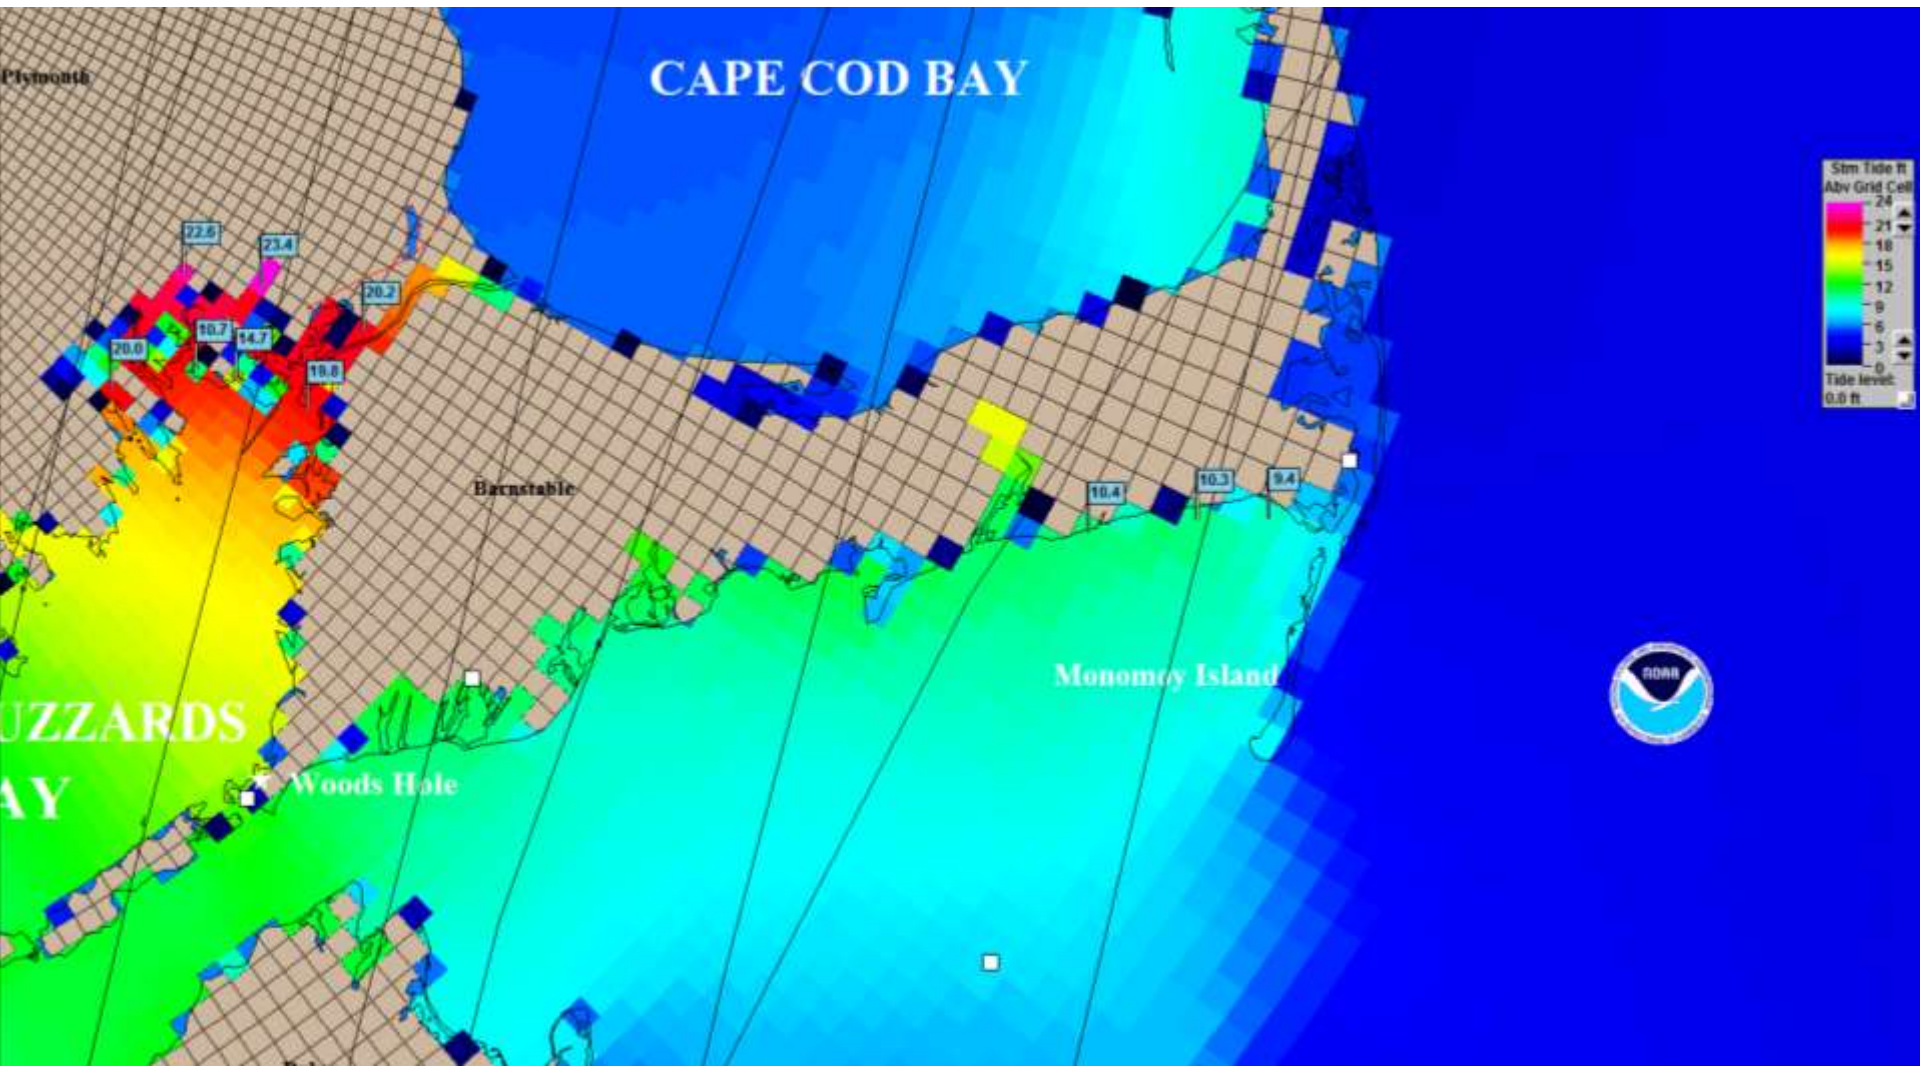 Plymouth
CAPE COD BAY
Stm Tide ft
Abv Grid Cell
24
21
18
15
12
9
6
3
0
Tide level:
0.0 ft
22.6
23.4
20.2
10.7
14.7
20.0
19.8
Barnstable
10.4
10.3
9.4
Monomoy Island
NOAA
UZZARDS
AY
Woods Hole